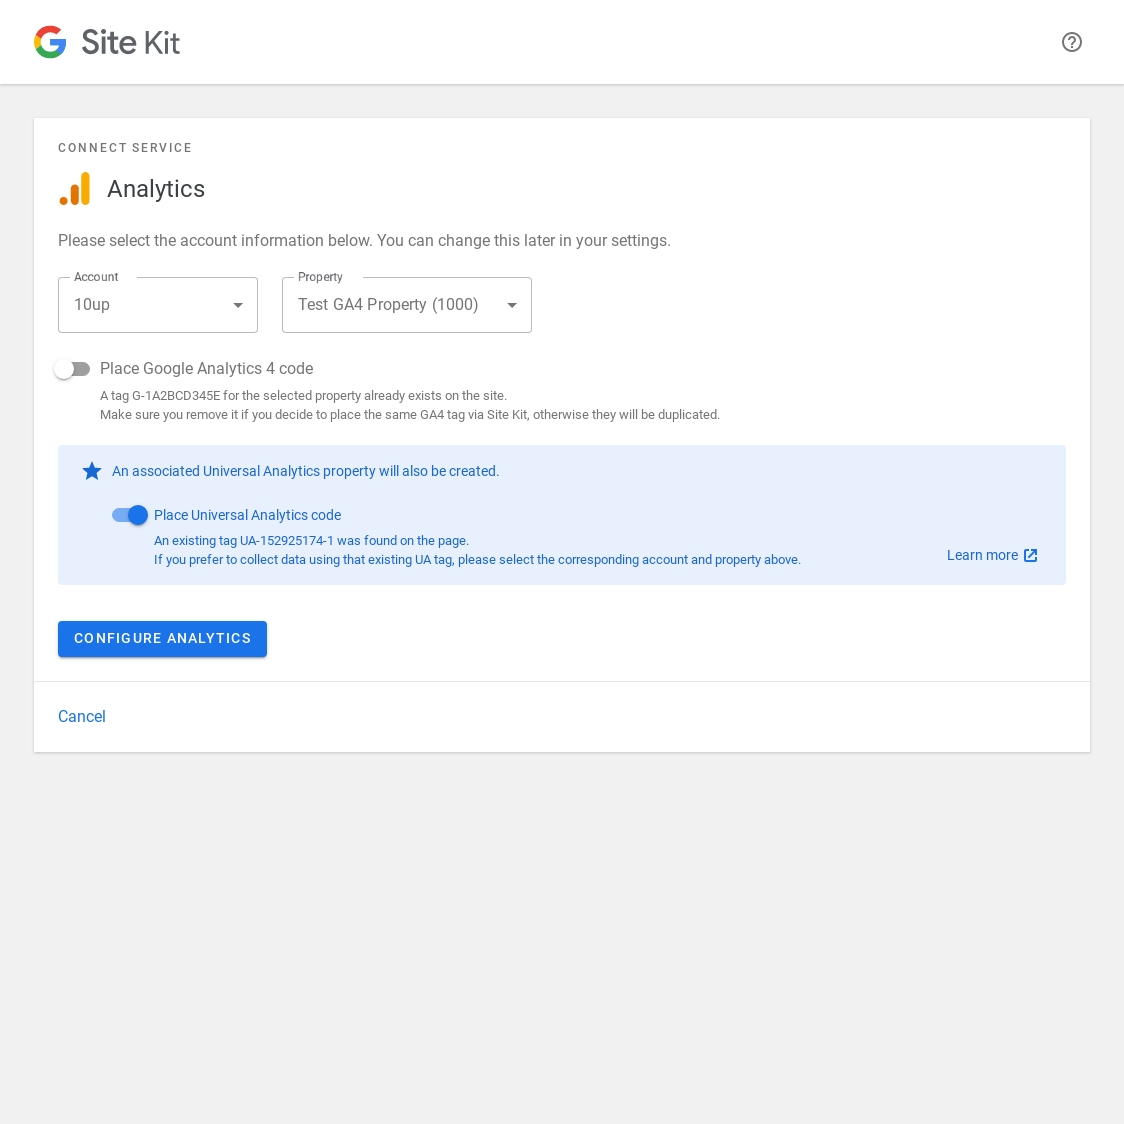 Site Kit
CONNECT SERVICE
Analytics
Please select the account information below. You can change this later in your settings.
Account
10up
Property
Test GA4 Property (1000)
Place Google Analytics 4 code
A tag G-1A2BCD345E for the selected property already exists on the site.
Make sure you remove it if you decide to place the same GA4 tag via Site Kit, otherwise they will be duplicated.
An associated Universal Analytics property will also be created.
Place Universal Analytics code
An existing tag UA-152925174-1 was found on the page.
If you prefer to collect data using that existing UA tag, please select the corresponding account and property above.
Learn more
CONFIGURE ANALYTICS
Cancel